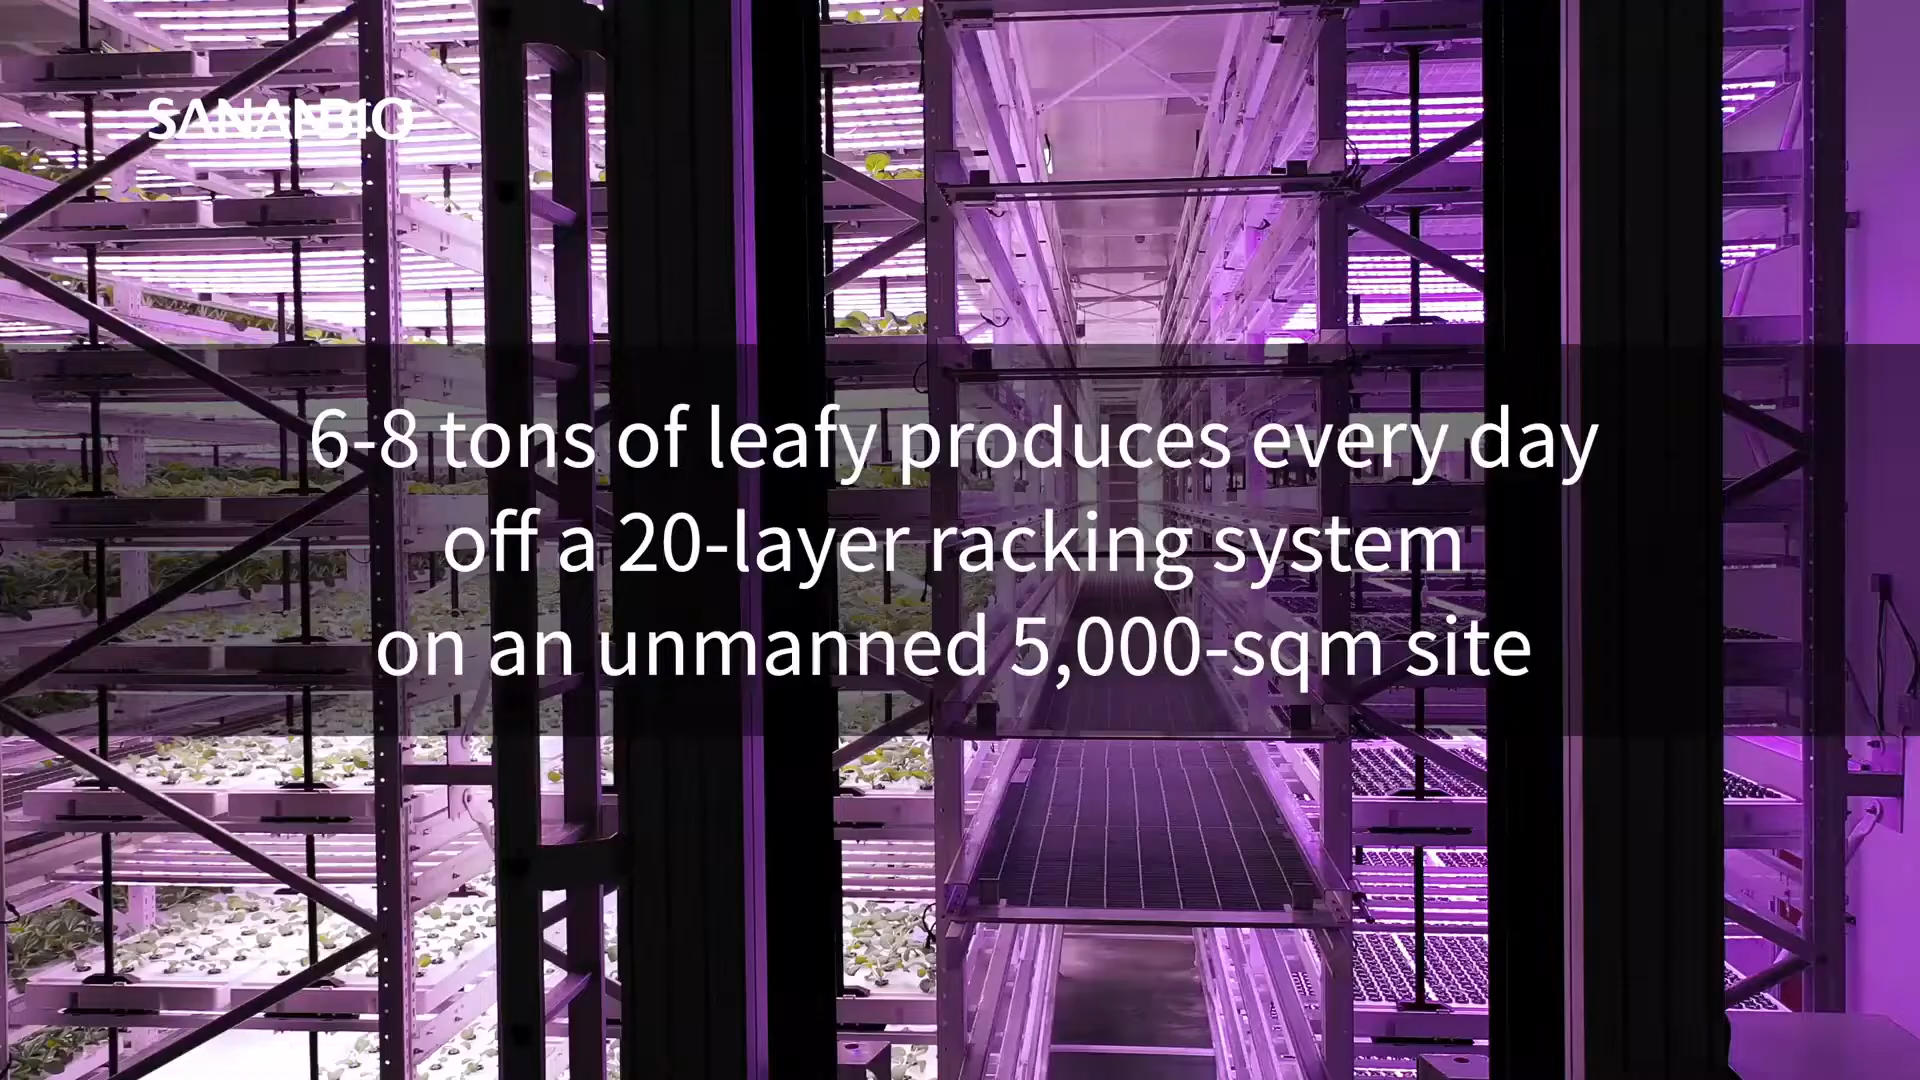 SANANBIO
6-8 tons of leafy produces every day
off a 20-layer racking system
on an unmanned 5,000-sqm site